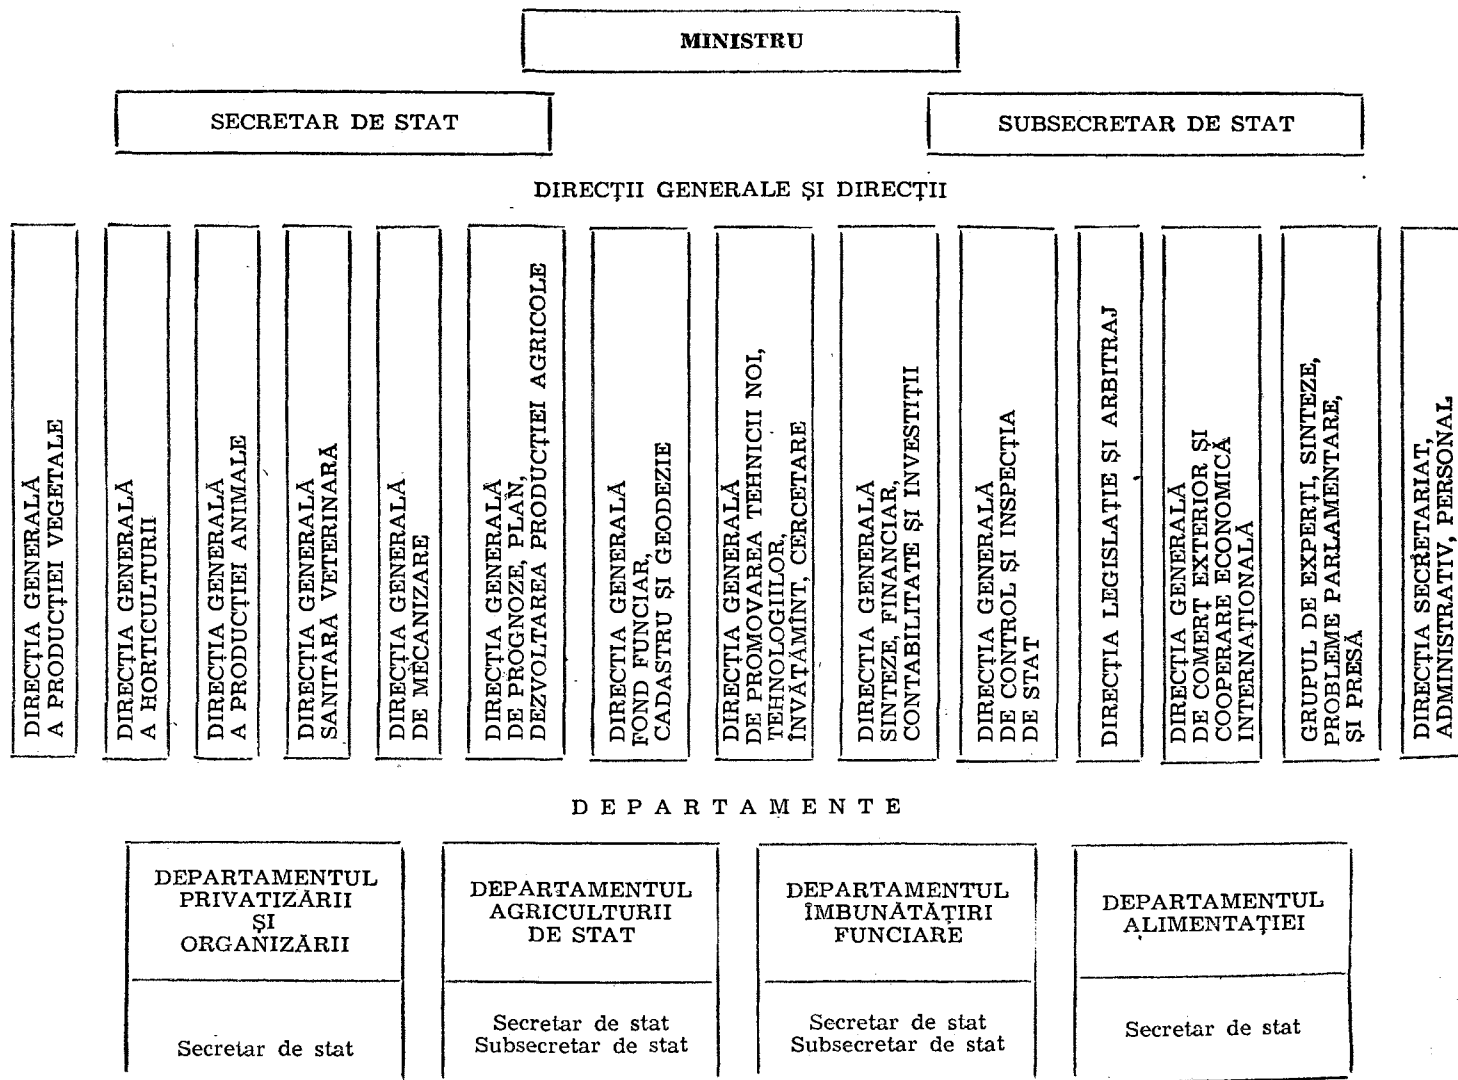 MINISTRU
SECRETAR DE STAT
SUBSECRETAR DE STAT
DIRECȚII GENERALE ȘI DIRECȚII
DIRECȚIA GENERALĂ
A PRODUCȚIEI VEGETALE
DIRECȚIA GENERALĂ
A HORTICULTURII
DIRECȚIA GENERALĂ
A PRODUCȚIEI ANIMALE
DIRECȚIA GENERALĂ
SANITARĂ VETERINARĂ
DIRECȚIA GENERALĂ
DE MECANIZARE
DIRECȚIA GENERALĂ
DE PROGNOZE, PLAN,
DEZVOLTAREA PRODUCȚIEI AGRICOLE
DIRECȚIA GENERALĂ
FOND FUNCIAR,
CADASTRU ȘI GEODEZIE
DIRECȚIA GENERALĂ
DE PROMOVAREA TEHNICII NOI,
TEHNOLOGIILOR,
ÎNVĂȚĂMÎNT, CERCETARE
DIRECȚIA GENERALĂ
SINTEZE, FINANCIAR,
CONTABILITATE ȘI INVESTIȚII
DIRECȚIA GENERALĂ
DE CONTROL ȘI INSPECȚIA
DE STAT
DIRECȚIA LEGISLAȚIE ȘI ARBITRAJ
DIRECȚIA GENERALĂ
DE COMERȚ EXTERIOR ȘI
COOPERARE ECONOMICĂ
INTERNAȚIONALĂ
GRUPUL DE EXPERȚI, SINTEZE,
PROBLEME PARLAMENTARE,
ȘI PRESĂ
DIRECȚIA SECRETARIAT,
ADMINISTRATIV, PERSONAL
DEPARTAMENTE
DEPARTAMENTUL
PRIVATIZĂRII
ȘI
ORGANIZĂRII
Secretar de stat
DEPARTAMENTUL
AGRICULTURII
DE STAT
Secretar de stat
Subsecretar de stat
DEPARTAMENTUL
ÎMBUNĂTĂȚIRI
FUNCIARE
Secretar de stat
Subsecretar de stat
DEPARTAMENTUL
ALIMENTAȚIEI
Secretar de stat